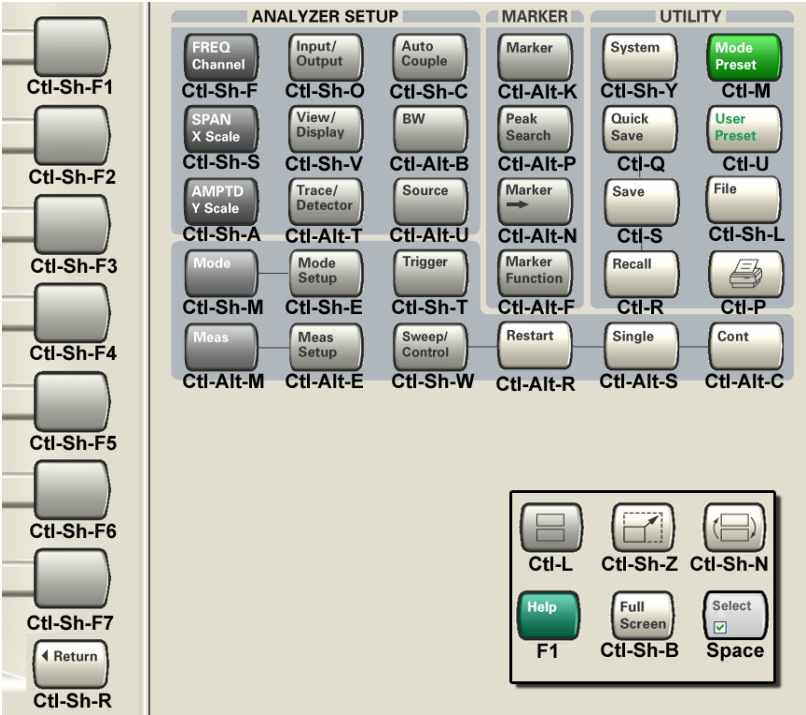 ANALYZER SETUP
MARKER
UTILITY
FREQ
Channel
Ctl-Sh-F
Input/
Output
Ctl-Sh-O
Auto
Couple
Ctl-Sh-C
Marker
Ctl-Alt-K
System
Ctl-Sh-Y
Mode
Preset
Ctl-M
SPAN
X Scale
Ctl-Sh-S
View/
Display
Ctl-Sh-V
BW
Ctl-Alt-B
Peak
Search
Ctl-Alt-P
Quick
Save
Ctl-Q
User
Preset
Ctl-U
AMPTD
Y Scale
Ctl-Sh-A
Trace/
Detector
Ctl-Alt-T
Source
Ctl-Alt-U
Marker
Ctl-Alt-N
Save
Ctl-S
File
Ctl-Sh-L
Mode
Ctl-Sh-M
Mode
Setup
Ctl-Sh-E
Trigger
Ctl-Sh-T
Marker
Function
Ctl-Alt-F
Recall
Ctl-R
Ctl-P
Meas
Ctl-Alt-M
Meas
Setup
Ctl-Alt-E
Sweep/
Control
Ctl-Sh-W
Restart
Ctl-Alt-R
Single
Ctl-Alt-S
Cont
Ctl-Alt-C
Ctl-Sh-F1
Ctl-Sh-F2
Ctl-Sh-F3
Ctl-Sh-F4
Ctl-Sh-F5
Ctl-Sh-F6
Ctl-Sh-F7
Return
Ctl-Sh-R
Ctl-L
Ctl-Sh-Z
Ctl-Sh-N
Help
F1
Full
Screen
Ctl-Sh-B
Select
Space